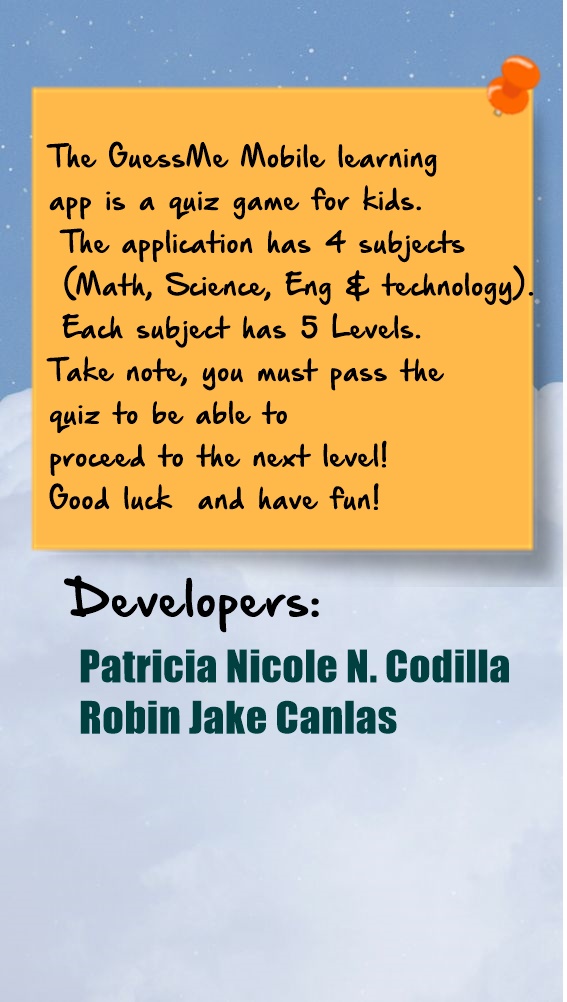 The GuessMe Mobile learning
app is a quiz game for kids.
The application has 4 subjects
(Math, Science, Eng & technology).
Each subject has 5 Levels.
Take note, you must pass the
quiz to be able to
proceed to the next level!
Good luck and have fun!
Developers:
Patricia Nicole N. Codilla
Robin Jake Canlas